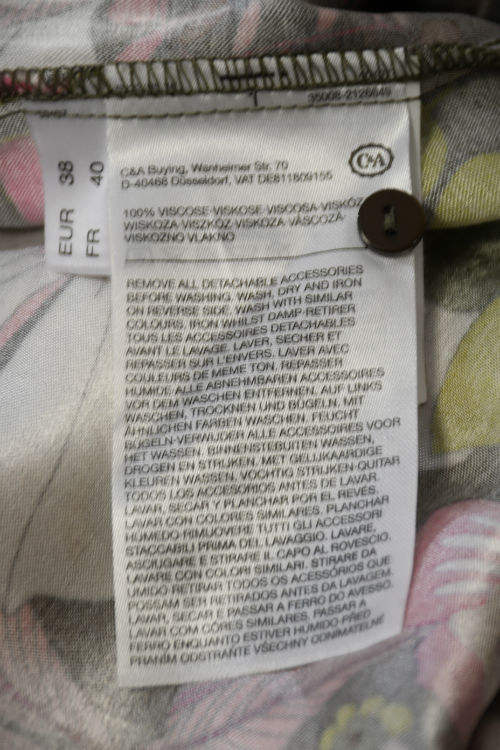 35008-2126649
EUR 38
FR 40
C&A
C&A Buying, Wanheimer Str. 70
D-40468 Düsseldorf, VAT DE811809155
100% VISCOSE-VISKOSE-VISCOSA-VISKÓZ-
WISKOZA-VISZKÓZ-VISKOZA-VÂSCOZĂ-
VISKOZNO VLAKNO
REMOVE ALL DETACHABLE ACCESSORIES
BEFORE WASHING. WASH, DRY AND IRON
ON REVERSE SIDE. WASH WITH SIMILAR
COLOURS. IRON WHILST DAMP-RETIRER
TOUS LES ACCESSOIRES DETACHABLES
AVANT LE LAVAGE. LAVER, SECHER ET
REPASSER SUR L'ENVERS. LAVER AVEC
COULEURS DE MEME TON. REPASSER
HUMIDE-ALLE ABNEHMBAREN ACCESSOIRES
VOR DEM WASCHEN ENTFERNEN. AUF LINKS
WASCHEN, TROCKNEN UND BÜGELN. MIT
ÄHNLICHEN FARBEN WASCHEN. FEUCHT
BÜGELN-VERWIJDER ALLE ACCESSOIRES VOOR
HET WASSEN. BINNENSTEBUITEN WASSEN,
DROGEN EN STRIJKEN. MET GELIJKAARDIGE
KLEUREN WASSEN. VOCHTIG STRIJKEN-QUITAR
TODOS LOS ACCESORIOS ANTES DE LAVAR.
LAVAR, SECAR Y PLANCHAR POR EL REVÉS.
LAVAR CON COLORES SIMILARES. PLANCHAR
HÚMEDO-RIMUOVERE TUTTI GLI ACCESSORI
STACCABILI PRIMA DEL LAVAGGIO. LAVARE,
ASCIUGARE E STIRARE IL CAPO AL ROVESCIO.
LAVARE CON COLORI SIMILARI. STIRARE DA
UMIDO-RETIRAR TODOS OS ACESSÓRIOS QUE
POSSAM SER RETIRADOS ANTES DA LAVAGEM.
LAVAR, SECAR E PASSAR A FERRO DO AVESSO.
LAVAR COM CÔRES SIMILARES. PASSAR A
FERRO ENQUANTO ESTIVER HÚMIDO-PŘED
PRANÍM ODSTRANTE VŠECHNY ODNÍMATELNÉ